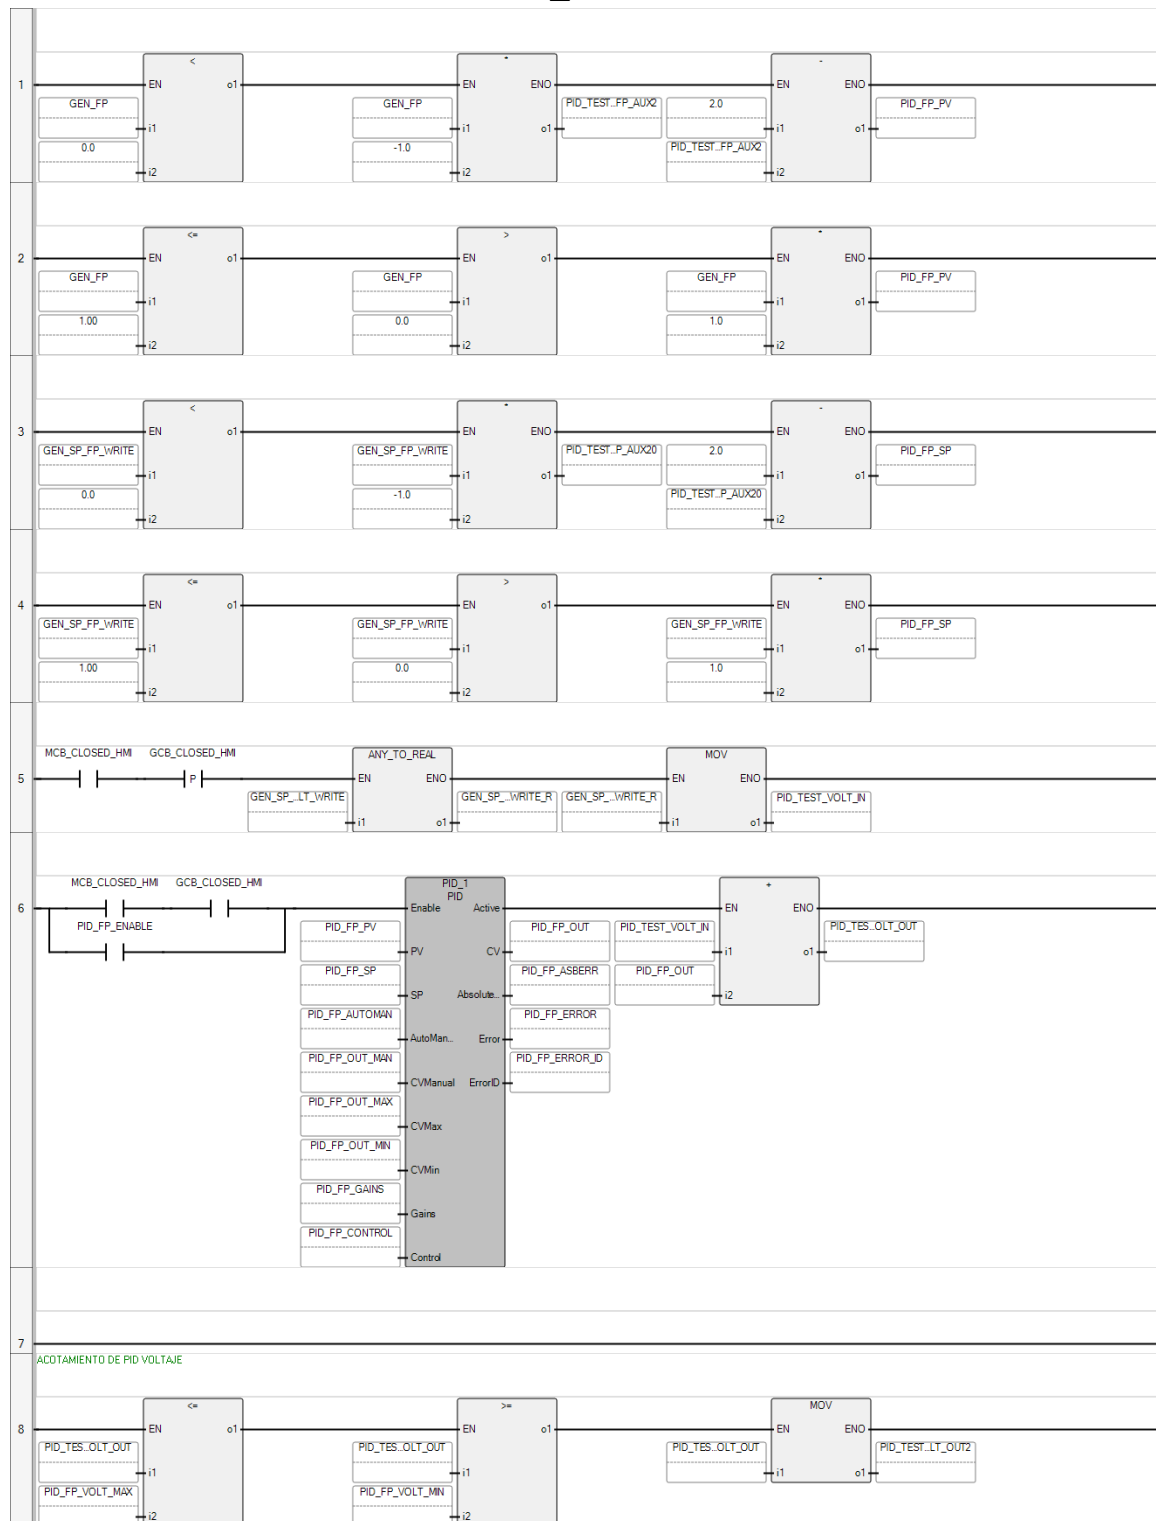 1
<
*
-
EN o1
EN ENO
EN ENO
GEN_FP
GEN_FP
PID_TEST..FP_AUX2
2.0
PID_FP_PV
i1
i1
o1
i1
o1
0.0
-1.0
PID_TEST..FP_AUX2
i2
i2
i2
2
<=
>
*
EN o1
EN o1
EN ENO
GEN_FP
GEN_FP
GEN_FP
PID_FP_PV
i1
i1
i1
o1
1.00
0.0
1.0
i2
i2
i2
3
<
*
-
EN o1
EN ENO
EN ENO
GEN_SP_FP_WRITE
GEN_SP_FP_WRITE
PID_TEST..P_AUX20
2.0
PID_FP_SP
i1
i1
o1
i1
o1
0.0
-1.0
PID_TEST..P_AUX20
i2
i2
i2
4
<=
>
*
EN o1
EN o1
EN ENO
GEN_SP_FP_WRITE
GEN_SP_FP_WRITE
GEN_SP_FP_WRITE
PID_FP_SP
i1
i1
i1
o1
1.00
0.0
1.0
i2
i2
i2
5
MCB_CLOSED_HMI
GCB_CLOSED_HMI
P
ANY_TO_REAL
MOV
EN ENO
EN ENO
GEN_SP_...LT_WRITE
GEN_SP_...WRITE_R
GEN_SP_...WRITE_R
PID_TEST_VOLT_IN
i1
o1
i1
o1
6
MCB_CLOSED_HMI
GCB_CLOSED_HMI
PID_FP_ENABLE
PID_1
PID
+
Enable Active
EN ENO
PID_FP_PV
PID_FP_OUT
PID_TEST_VOLT_IN
PID_TES..OLT_OUT
PV CV
i1 o1
PID_FP_SP
PID_FP_ASBERR
PID_FP_OUT
SP Absolute...
i2
PID_FP_AUTOMAN
PID_FP_ERROR
AutoMan... Error
PID_FP_OUT_MAN
PID_FP_ERROR_ID
CVManual ErrorID
PID_FP_OUT_MAX
CVMax
PID_FP_OUT_MIN
CVMin
PID_FP_GAINS
Gains
PID_FP_CONTROL
Control
7
ACOTAMIENTO DE PID VOLTAJE
8
<=
>=
MOV
EN o1
EN o1
EN ENO
PID_TES..OLT_OUT
PID_TES..OLT_OUT
PID_TES..OLT_OUT
PID_TEST..LT_OUT2
i1
i1
i1
o1
PID_FP_VOLT_MAX
PID_FP_VOLT_MIN
i2
i2